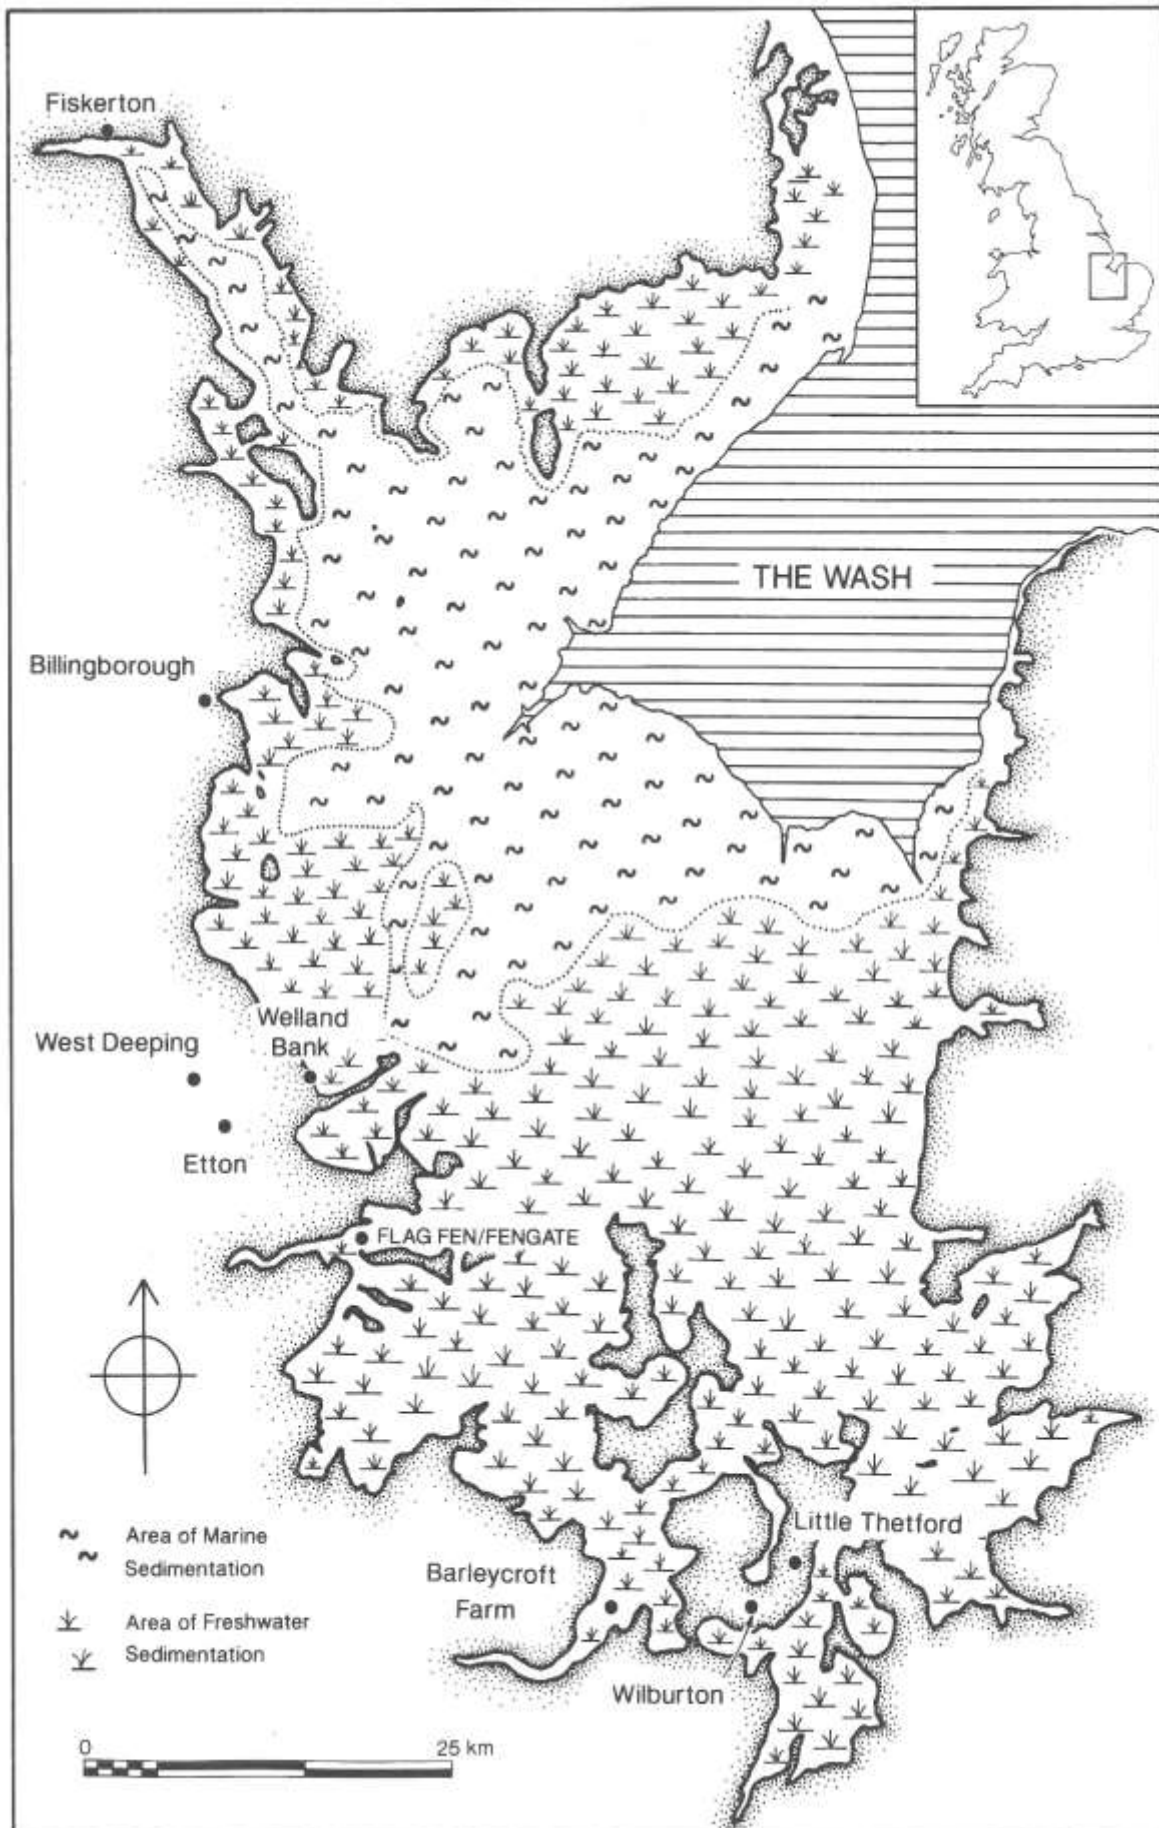 Fiskerton
THE WASH
Billingborough
Welland
Bank
West Deeping
Etton
FLAG FEN/FENGATE
Area of Marine
Sedimentation
Area of Freshwater
Sedimentation
Little Thetford
Barleycroft
Farm
Wilburton
0
25 km